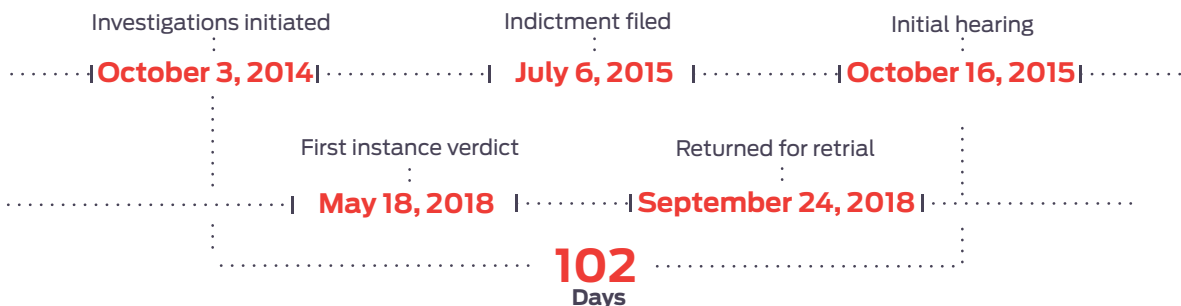 Investigations initiated
Indictment filed
Initial hearing
October 3, 2014
July 6, 2015
October 16, 2015
First instance verdict
Returned for retrial
May 18, 2018
September 24, 2018
102
Days